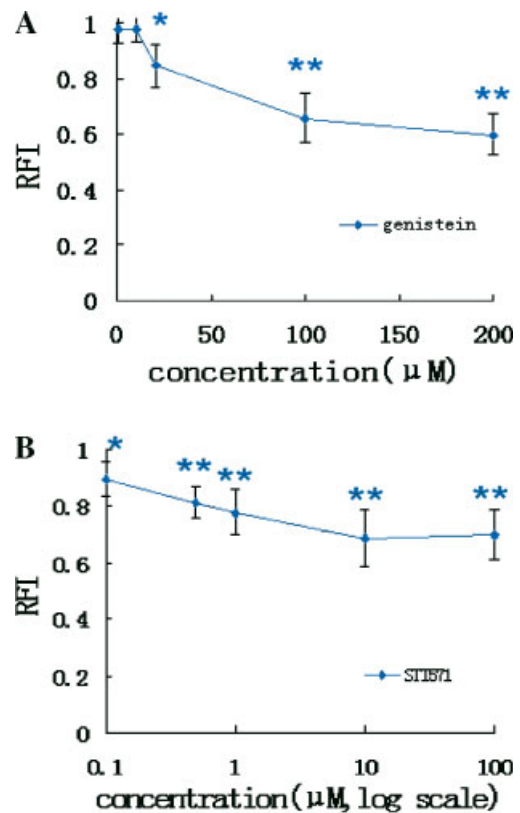 A
1
*
**
**
0.8
0.6
0.4
0.2
0
RFI
genistein
0 50 100 150 200
concentration(μM)
B
1
*
**
**
**
**
0.8
0.6
0.4
0.2
0
RFI
STI571
0.1 1 10 100
concentration(μM, log scale)